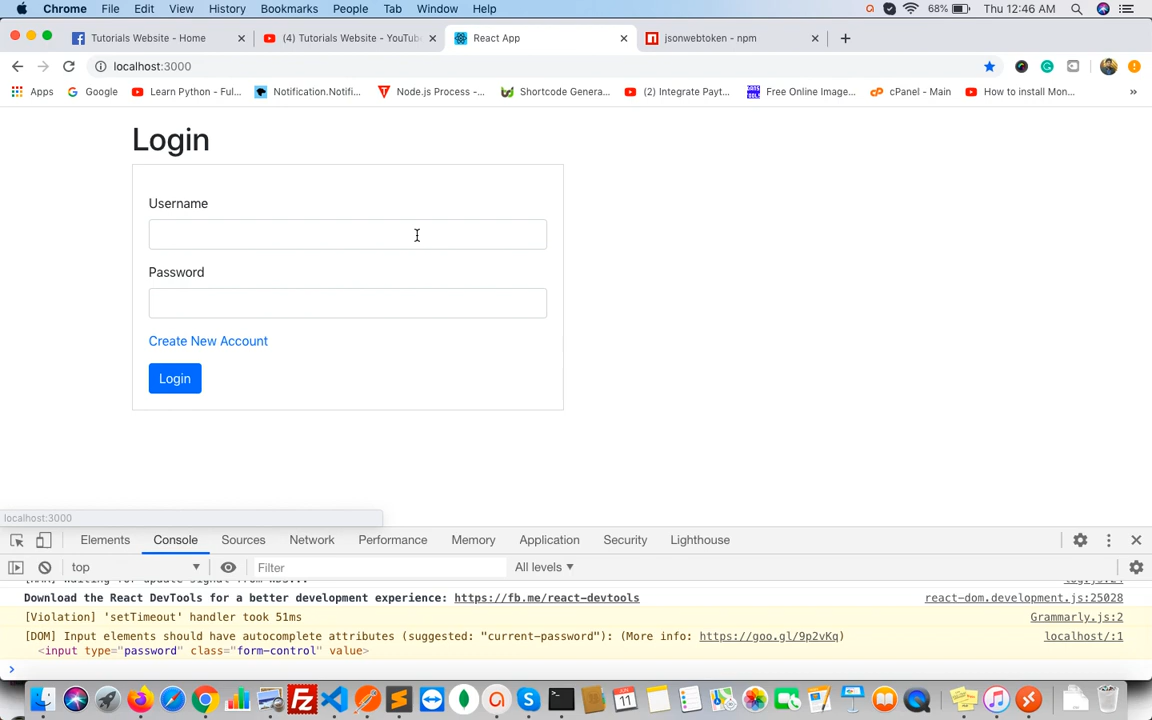 Chrome File Edit View History Bookmarks People Tab Window Help 68% Thu 12:46 AM
Tutorials Website - Home (4) Tutorials Website - YouTub React App jsonwebtoken - npm
localhost:3000
Apps Google Learn Python - Ful... Notification.Notifi... Node.js Process -... Shortcode Genera... (2) Integrate Payt... Free Online Image... cPanel - Main How to install Mon... »
Login
Username
Password
Create New Account
Login
localhost:3000
Elements Console Sources Network Performance Memory Application Security Lighthouse
top Filter All levels
Download the React DevTools for a better development experience: https://fb.me/react-devtools react-dom.development.js:25028
[Violation] 'setTimeout' handler took 51ms Grammarly.js:2
[DOM] Input elements should have autocomplete attributes (suggested: "current-password"): (More info: https://goo.gl/9p2vKq) localhost/:1
<input type="password" class="form-control" value>
>